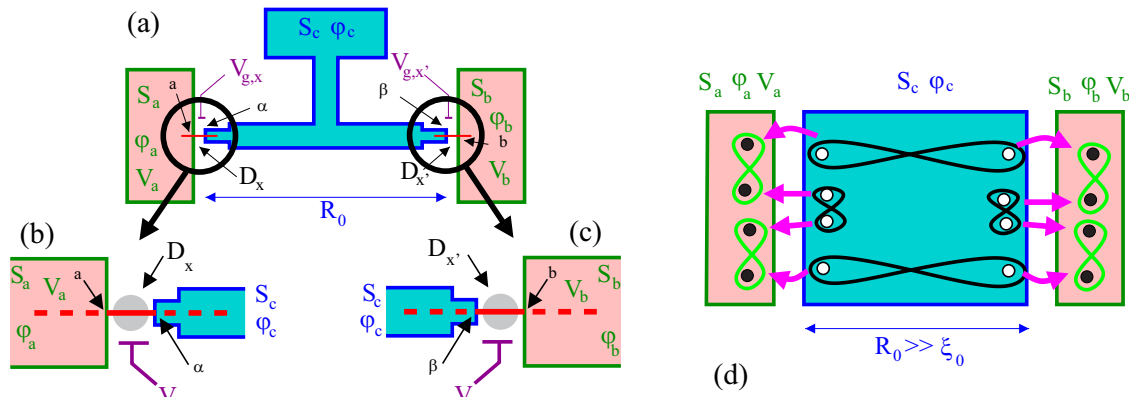 (a)
S_c φ_c
V_g,x
V_g,x'
a
α
β
b
S_a
φ_a
V_a
S_b
φ_b
V_b
D_x
D_x'
R_0
(b)
D_x
S_a
V_a
a
φ_a
S_c
φ_c
α
V
(c)
D_x'
b
S_b
V_b
φ_b
S_c
φ_c
β
V
S_a φ_a V_a
S_c φ_c
S_b φ_b V_b
R_0 >> ξ_0
(d)